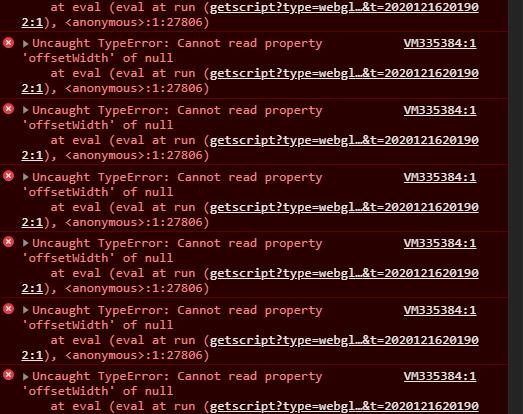 at eval (eval at run (getscript?type=webgl…&t=2020121620190
2:1), <anonymous>:1:27806)
Uncaught TypeError: Cannot read property VM335384:1
'offsetWidth' of null
at eval (eval at run (getscript?type=webgl…&t=2020121620190
2:1), <anonymous>:1:27806)
Uncaught TypeError: Cannot read property VM335384:1
'offsetWidth' of null
at eval (eval at run (getscript?type=webgl…&t=2020121620190
2:1), <anonymous>:1:27806)
Uncaught TypeError: Cannot read property VM335384:1
'offsetWidth' of null
at eval (eval at run (getscript?type=webgl…&t=2020121620190
2:1), <anonymous>:1:27806)
Uncaught TypeError: Cannot read property VM335384:1
'offsetWidth' of null
at eval (eval at run (getscript?type=webgl…&t=2020121620190
2:1), <anonymous>:1:27806)
Uncaught TypeError: Cannot read property VM335384:1
'offsetWidth' of null
at eval (eval at run (getscript?type=webgl…&t=2020121620190
2:1), <anonymous>:1:27806)
Uncaught TypeError: Cannot read property VM335384:1
'offsetWidth' of null
at eval (eval at run (getscript?type=webgl…&t=2020121620190